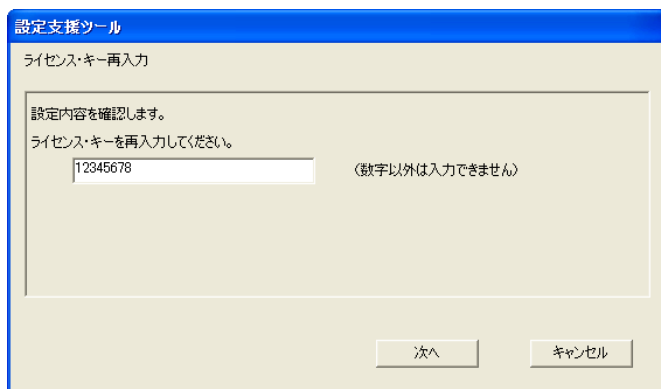 設定支援ツール
ライセンス・キー再入力
設定内容を確認します。
ライセンス・キーを再入力してください。
12345678 (数字以外は入力できません)
次へ キャンセル